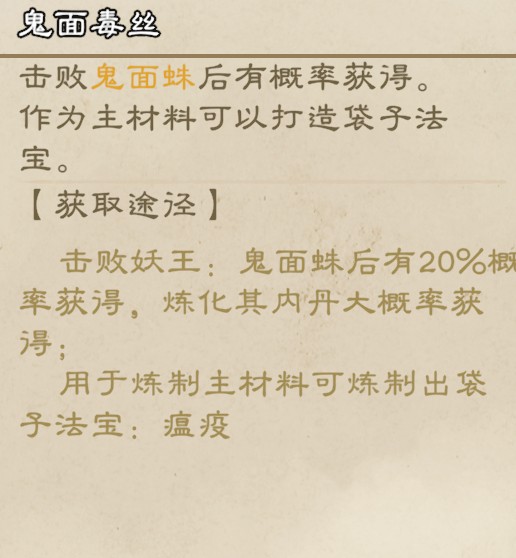 鬼面毒丝
击败鬼面蛛后有概率获得。
作为主材料可以打造袋子法
宝。
【获取途径】
击败妖王：鬼面蛛后有20%概
率获得，炼化其内丹大概率获
得；
用于炼制主材料可炼制出袋
子法宝：瘟疫